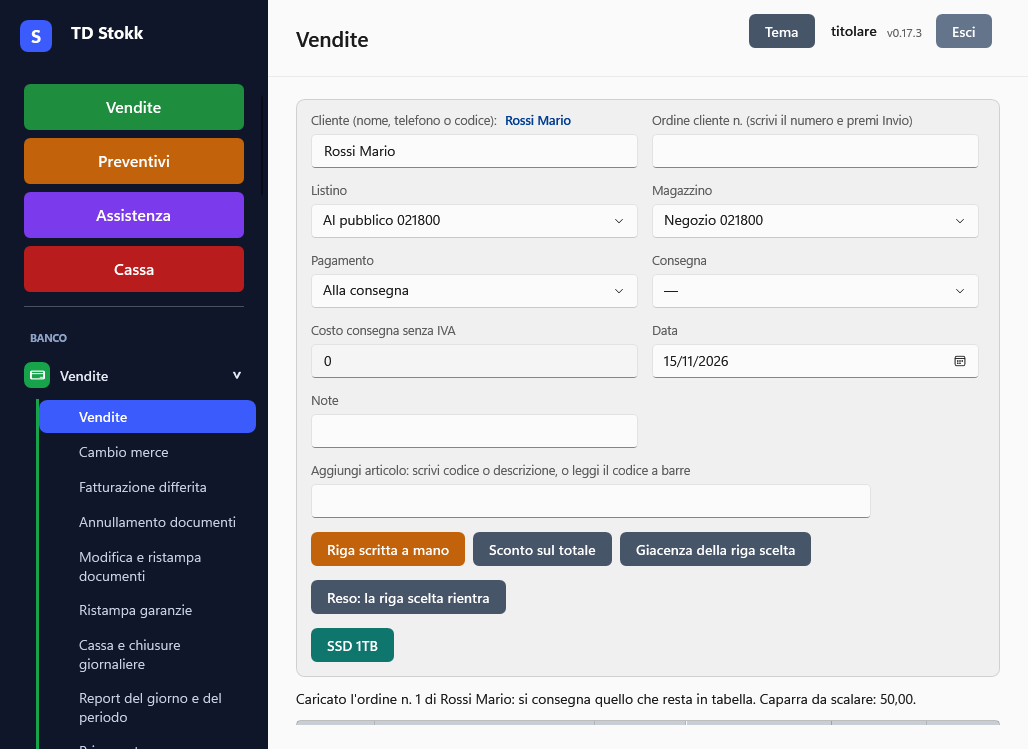 S TD Stokk
Vendite
Preventivi
Assistenza
Cassa
BANCO
Vendite
Vendite
Cambio merce
Fatturazione differita
Annullamento documenti
Modifica e ristampa
documenti
Ristampa garanzie
Cassa e chiusure
giornaliere
Report del giorno e del
periodo
Vendite
Tema titolare v0.17.3 Esci
Cliente (nome, telefono o codice): Rossi Mario
Rossi Mario
Ordine cliente n. (scrivi il numero e premi Invio)
Listino
Al pubblico 021800
Magazzino
Negozio 021800
Pagamento
Alla consegna
Consegna
—
Costo consegna senza IVA
0
Data
15/11/2026
Note
Aggiungi articolo: scrivi codice o descrizione, o leggi il codice a barre
Riga scritta a mano Sconto sul totale Giacenza della riga scelta
Reso: la riga scelta rientra
SSD 1TB
Caricato l'ordine n. 1 di Rossi Mario: si consegna quello che resta in tabella. Caparra da scalare: 50,00.